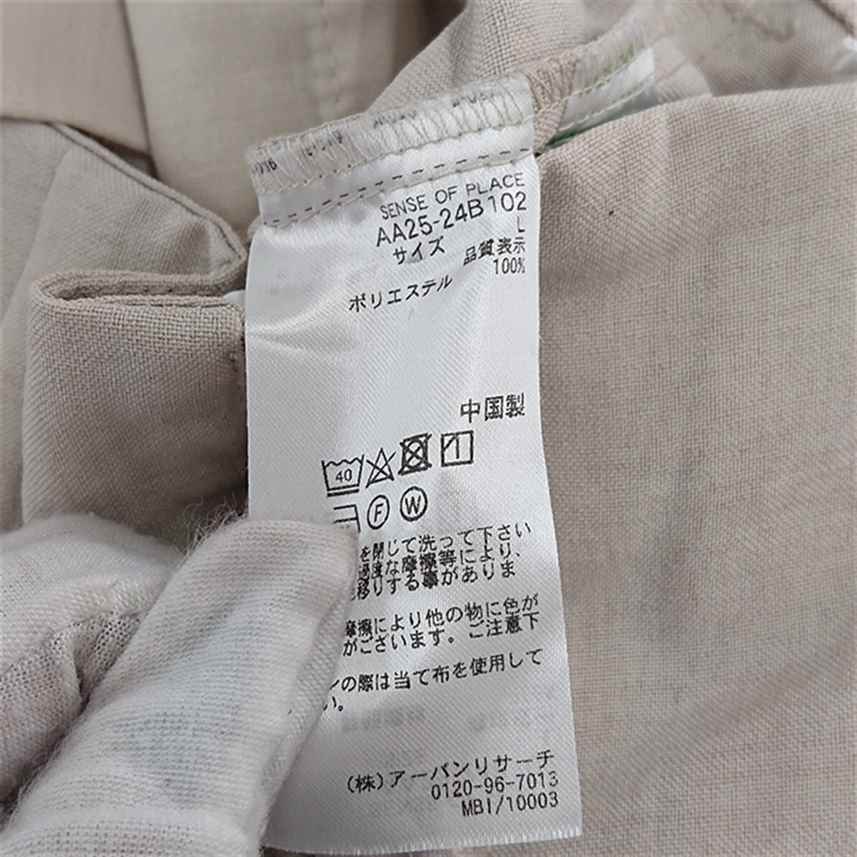 SENSE OF PLACE
AA25-24B102
サイズ L
品質表示
ポリエステル 100%
中国製
40
F W
を閉じて洗って下さい
過度な摩擦等により、
移りする事がありま
摩擦により他の物に色が
がございます。ご注意下
の際は当て布を使用して
い。
(株)アーバンリサーチ
0120-96-7013
MBI/10003